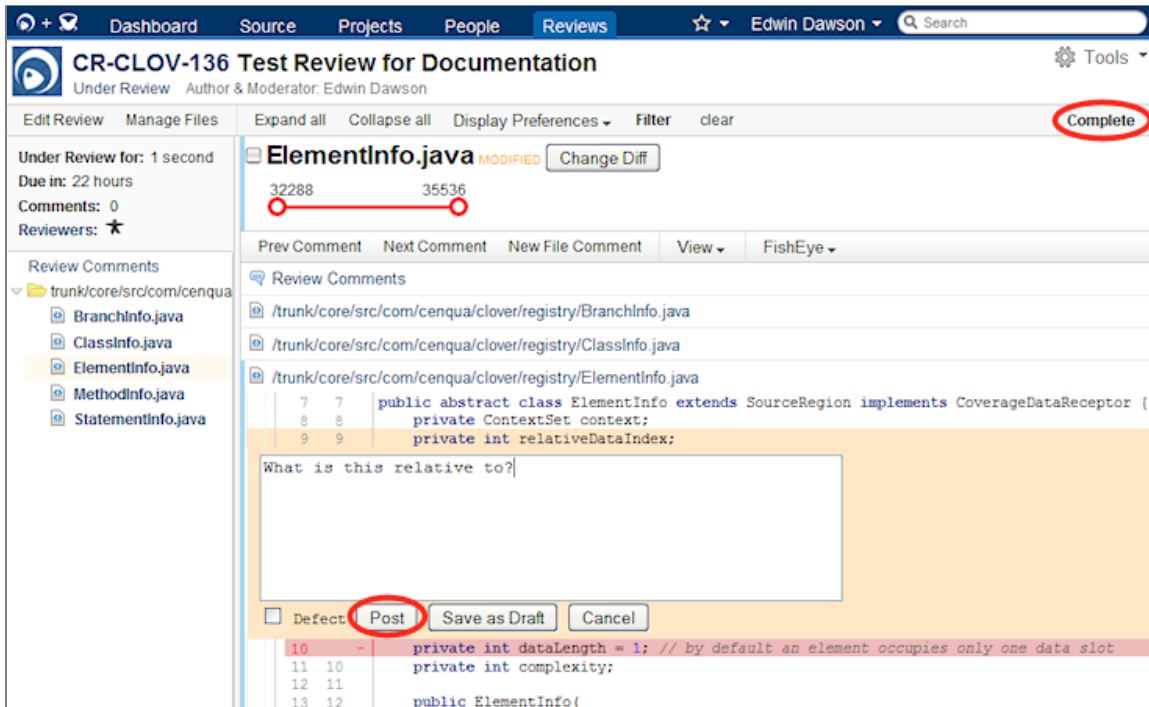 + Dashboard Source Projects People Reviews Edwin Dawson Search
CR-CLOV-136 Test Review for Documentation Tools
Under Review Author & Moderator: Edwin Dawson
Edit Review Manage Files Expand all Collapse all Display Preferences Filter clear Complete
Under Review for: 1 second
Due in: 22 hours
Comments: 0
Reviewers:
Review Comments
trunk/core/src/com/cenqua
BranchInfo.java
ClassInfo.java
ElementInfo.java
MethodInfo.java
StatementInfo.java
ElementInfo.java MODIFIED Change Diff
32288 35536
Prev Comment Next Comment New File Comment View FishEye
Review Comments
/trunk/core/src/com/cenqua/clover/registry/BranchInfo.java
/trunk/core/src/com/cenqua/clover/registry/ClassInfo.java
/trunk/core/src/com/cenqua/clover/registry/ElementInfo.java
7 7 public abstract class ElementInfo extends SourceRegion implements CoverageDataReceptor {
8 8 private ContextSet context;
9 9 private int relativeDataIndex;
What is this relative to?
Defect Post Save as Draft Cancel
10 - private int dataLength = 1; // by default an element occupies only one data slot
11 10 private int complexity;
12 11
13 12 public ElementInfo(